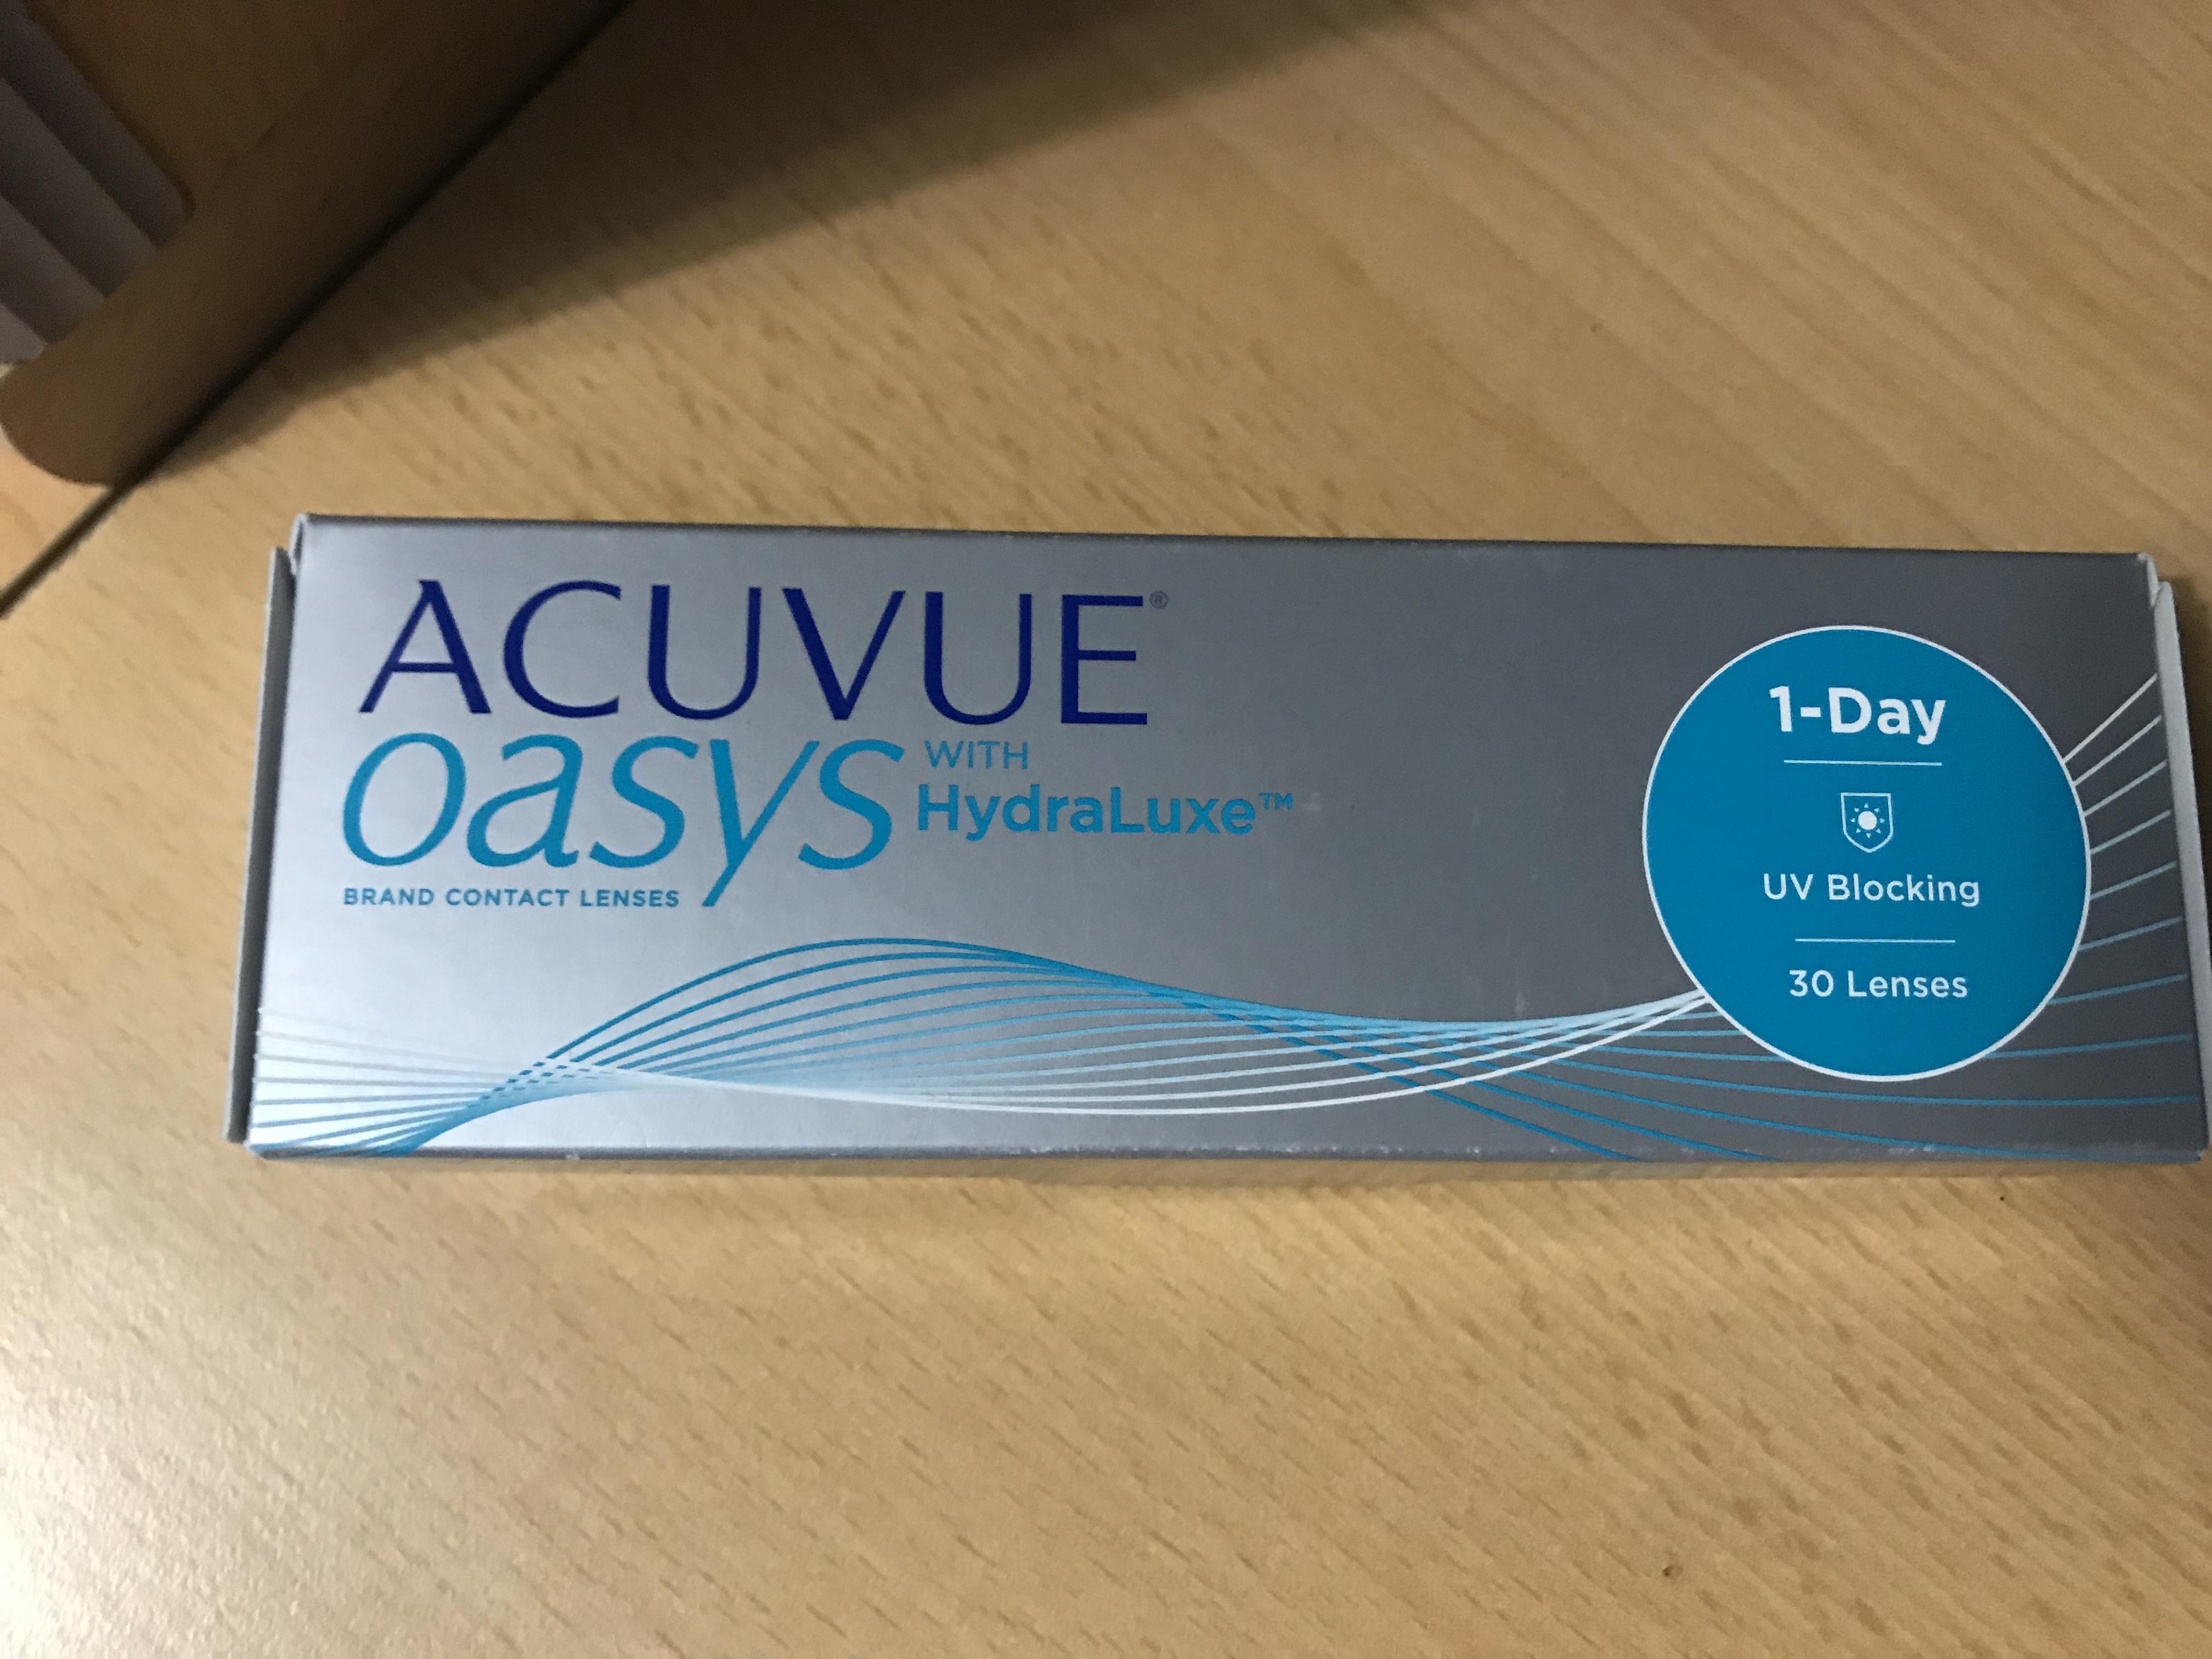 ACUVUE®
oasys WITH
HydraLuxe™
BRAND CONTACT LENSES
1-Day
UV Blocking
30 Lenses